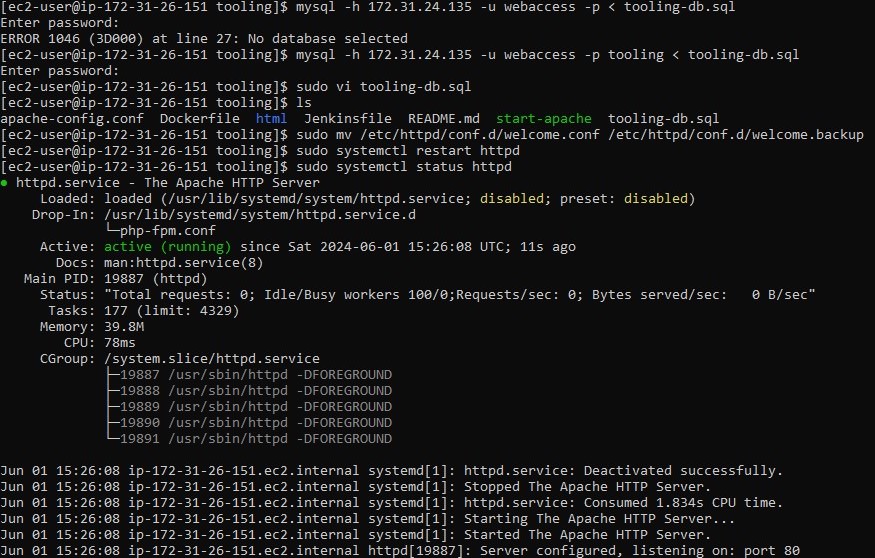 [ec2-user@ip-172-31-26-151 tooling]$ mysql -h 172.31.24.135 -u webaccess -p < tooling-db.sql
Enter password:
ERROR 1046 (3D000) at line 27: No database selected
[ec2-user@ip-172-31-26-151 tooling]$ mysql -h 172.31.24.135 -u webaccess -p tooling < tooling-db.sql
Enter password:
[ec2-user@ip-172-31-26-151 tooling]$ sudo vi tooling-db.sql
[ec2-user@ip-172-31-26-151 tooling]$ ls
apache-config.conf  Dockerfile  html  Jenkinsfile  README.md  start-apache  tooling-db.sql
[ec2-user@ip-172-31-26-151 tooling]$ sudo mv /etc/httpd/conf.d/welcome.conf /etc/httpd/conf.d/welcome.backup
[ec2-user@ip-172-31-26-151 tooling]$ sudo systemctl restart httpd
[ec2-user@ip-172-31-26-151 tooling]$ sudo systemctl status httpd
● httpd.service - The Apache HTTP Server
     Loaded: loaded (/usr/lib/systemd/system/httpd.service; disabled; preset: disabled)
    Drop-In: /usr/lib/systemd/system/httpd.service.d
             └─php-fpm.conf
     Active: active (running) since Sat 2024-06-01 15:26:08 UTC; 11s ago
       Docs: man:httpd.service(8)
   Main PID: 19887 (httpd)
     Status: "Total requests: 0; Idle/Busy workers 100/0;Requests/sec: 0; Bytes served/sec:   0 B/sec"
      Tasks: 177 (limit: 4329)
     Memory: 39.8M
        CPU: 78ms
     CGroup: /system.slice/httpd.service
             ├─19887 /usr/sbin/httpd -DFOREGROUND
             ├─19888 /usr/sbin/httpd -DFOREGROUND
             ├─19889 /usr/sbin/httpd -DFOREGROUND
             ├─19890 /usr/sbin/httpd -DFOREGROUND
             └─19891 /usr/sbin/httpd -DFOREGROUND
Jun 01 15:26:08 ip-172-31-26-151.ec2.internal systemd[1]: httpd.service: Deactivated successfully.
Jun 01 15:26:08 ip-172-31-26-151.ec2.internal systemd[1]: Stopped The Apache HTTP Server.
Jun 01 15:26:08 ip-172-31-26-151.ec2.internal systemd[1]: httpd.service: Consumed 1.834s CPU time.
Jun 01 15:26:08 ip-172-31-26-151.ec2.internal systemd[1]: Starting The Apache HTTP Server...
Jun 01 15:26:08 ip-172-31-26-151.ec2.internal systemd[1]: Started The Apache HTTP Server.
Jun 01 15:26:08 ip-172-31-26-151.ec2.internal httpd[19887]: Server configured, listening on: port 80